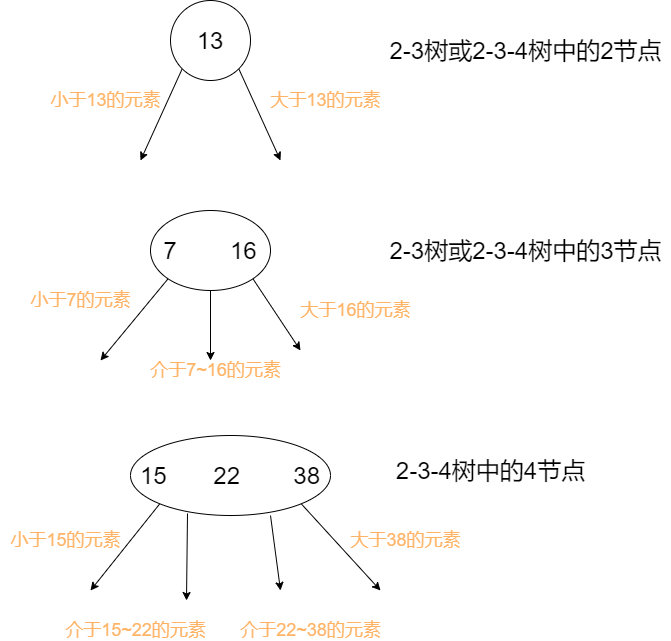 13
2-3树或2-3-4树中的2节点
小于13的元素
大于13的元素
7 16
2-3树或2-3-4树中的3节点
小于7的元素
大于16的元素
介于7~16的元素
15 22 38
2-3-4树中的4节点
小于15的元素
大于38的元素
介于15~22的元素
介于22~38的元素